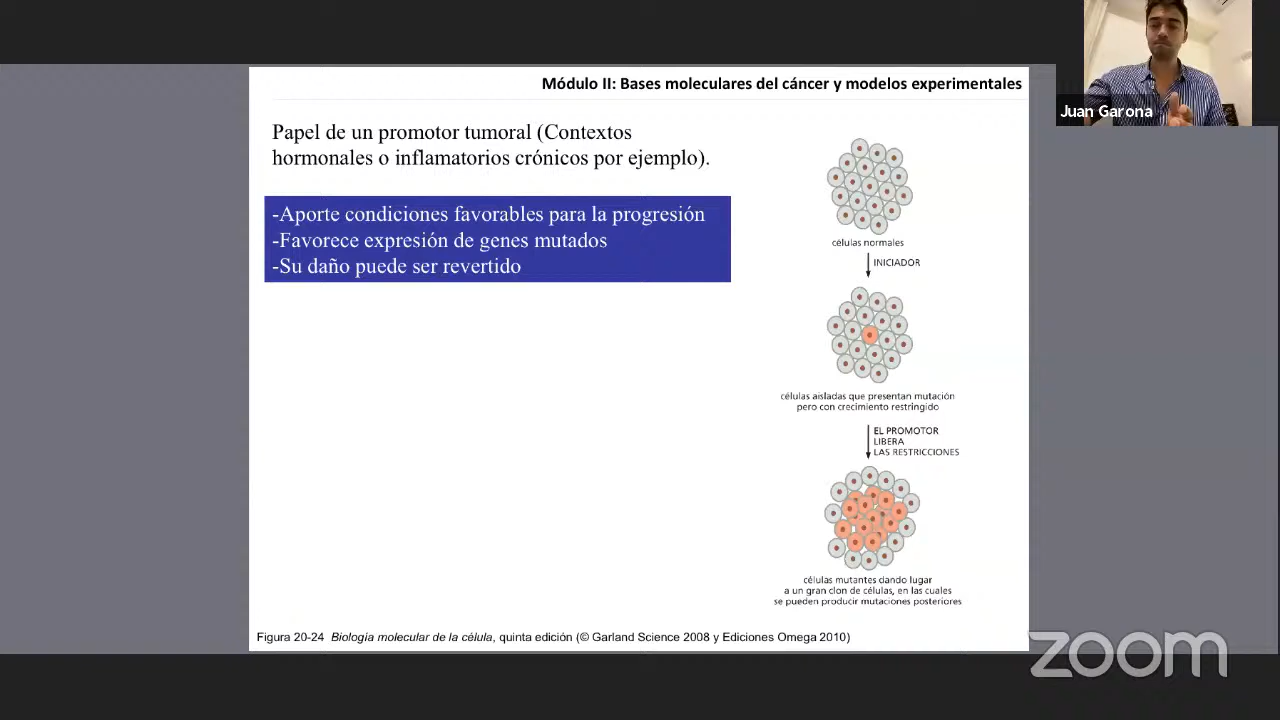 Módulo II: Bases moleculares del cáncer y modelos experimentales
Juan Garona
Papel de un promotor tumoral (Contextos
hormonales o inflamatorios crónicos por ejemplo).
-Aporte condiciones favorables para la progresión
-Favorece expresión de genes mutados
-Su daño puede ser revertido
células normales
INICIADOR
células aisladas que presentan mutación
pero con crecimiento restringido
EL PROMOTOR
LIBERA
LAS RESTRICCIONES
células mutantes dando lugar
a un gran clon de células, en las cuales
se pueden producir mutaciones posteriores
Figura 20-24 Biología molecular de la célula, quinta edición (© Garland Science 2008 y Ediciones Omega 2010)
zoom